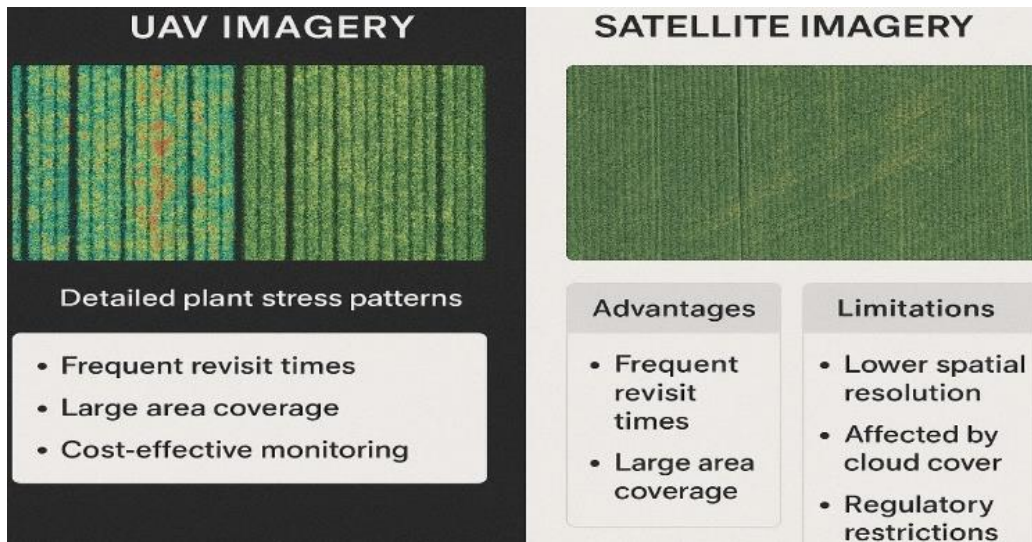 UAV IMAGERY
Detailed plant stress patterns
• Frequent revisit times
• Large area coverage
• Cost-effective monitoring
SATELLITE IMAGERY
Advantages
• Frequent
revisit
times
• Large area
coverage
Limitations
• Lower spatial
resolution
• Affected by
cloud cover
• Regulatory
restrictions